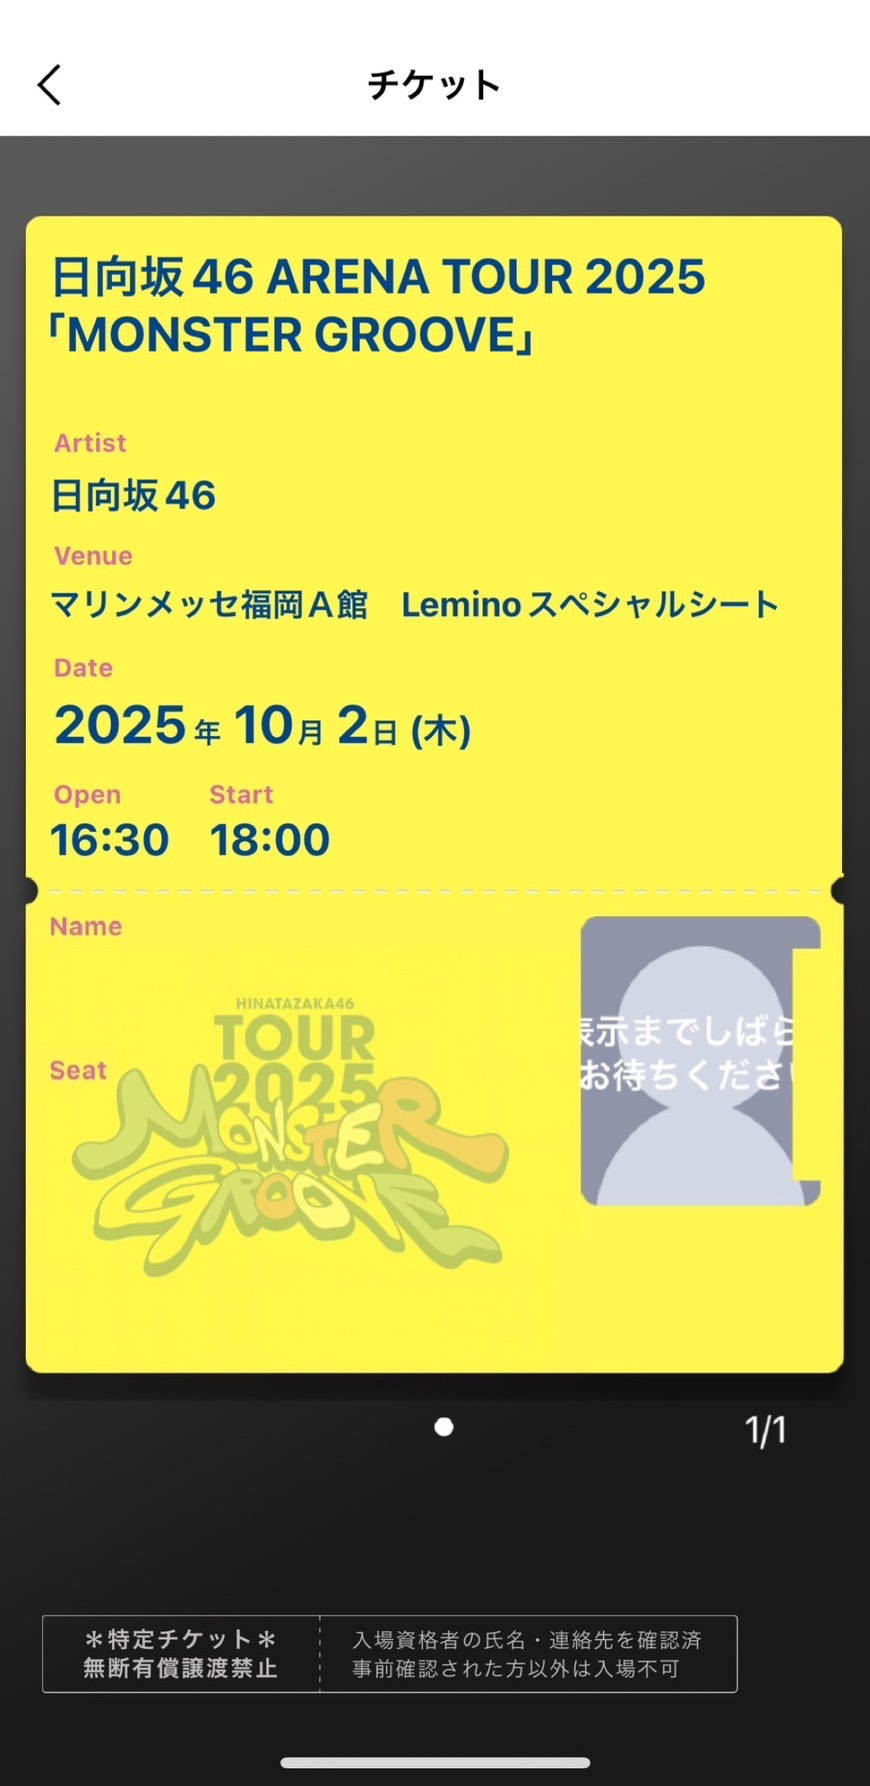 チケット
日向坂46 ARENA TOUR 2025
「MONSTER GROOVE」
Artist
日向坂46
Venue
マリンメッセ福岡A館　Leminoスペシャルシート
Date
2025年 10月 2日 (木)
Open Start
16:30 18:00
Name
HINATAZAKA46
TOUR
2025
Seat
MONSTER
GROOVE
表示までしばら
お待ちくださ
1/1
＊特定チケット＊
無断有償譲渡禁止
入場資格者の氏名・連絡先を確認済
事前確認された方以外は入場不可